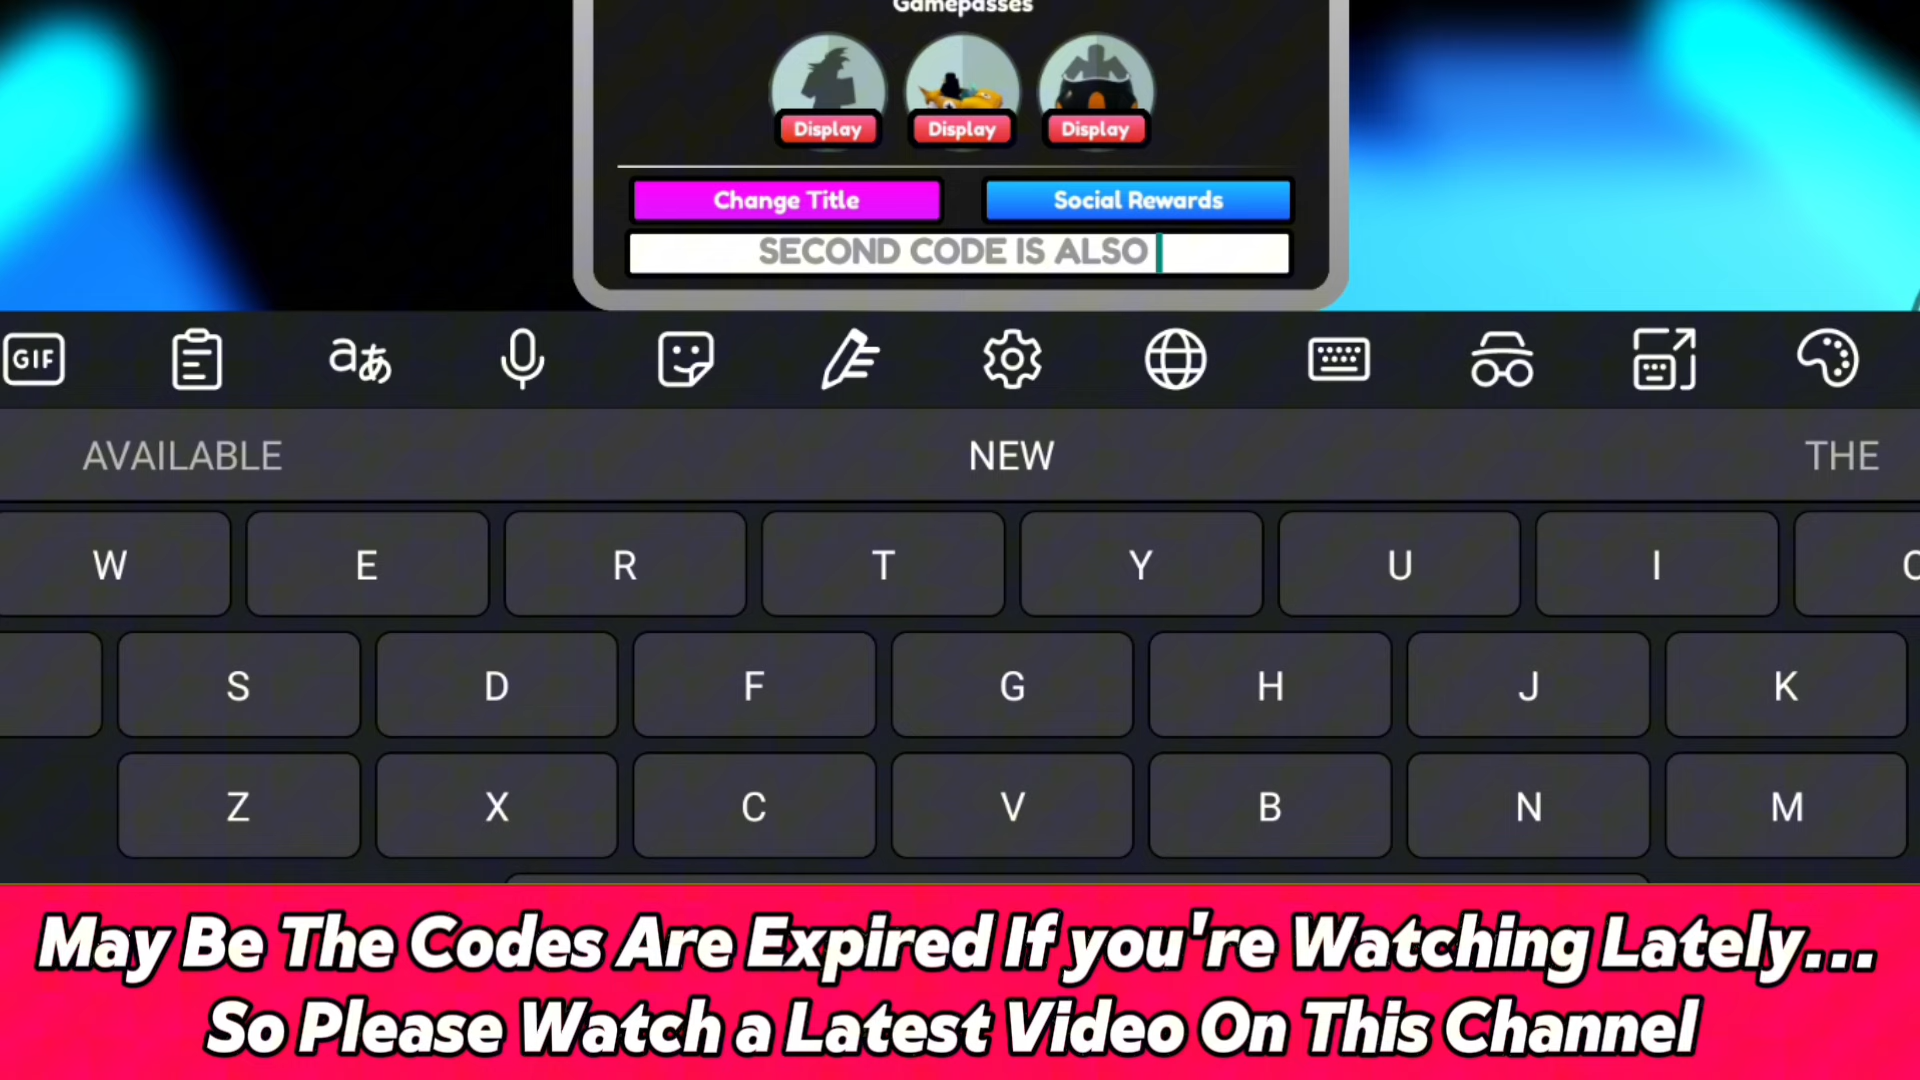 Gamepasses
Display Display Display
Change Title Social Rewards
SECOND CODE IS ALSO
GIF aあ
AVAILABLE NEW THE
W E R T Y U I
S D F G H J K
Z X C V B N M
May Be The Codes Are Expired If you're Watching Lately...
So Please Watch a Latest Video On This Channel